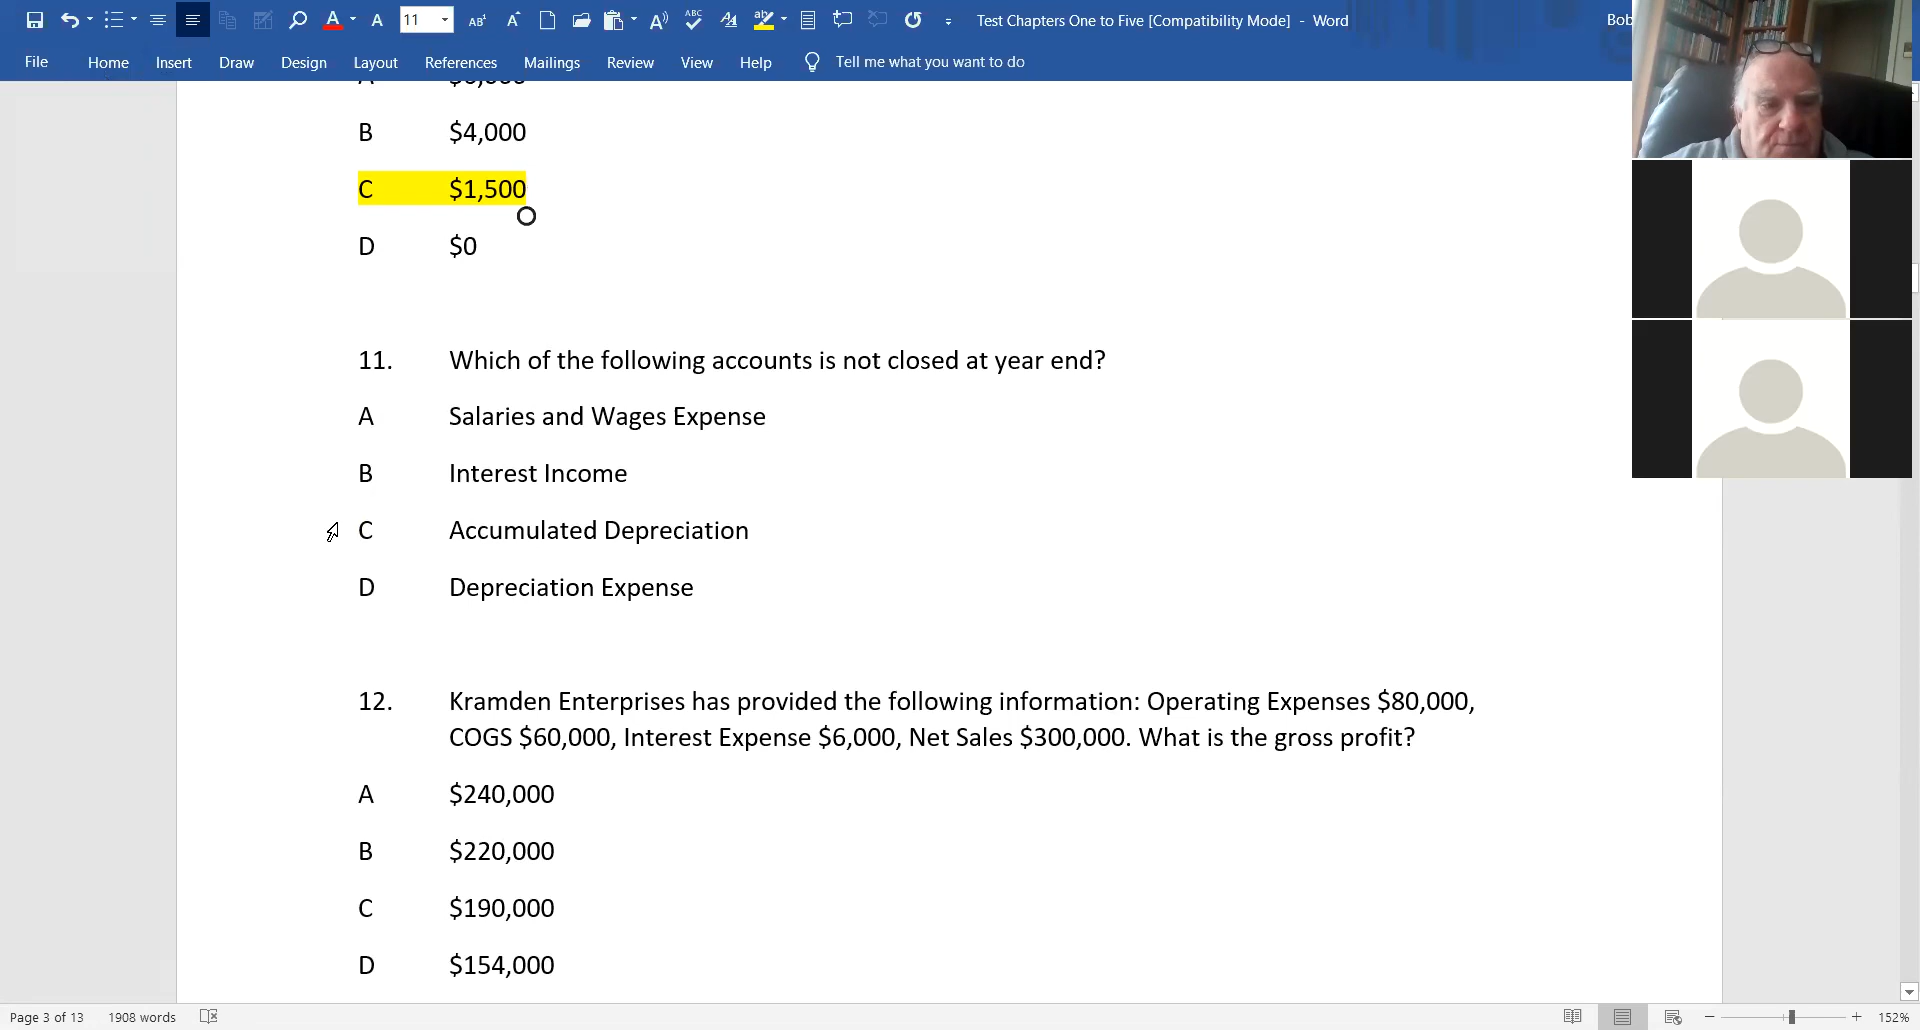 11
Test Chapters One to Five [Compatibility Mode] - Word
Bob
File Home Insert Draw Design Layout References Mailings Review View Help Tell me what you want to do
B $4,000
C $1,500
D $0
11. Which of the following accounts is not closed at year end?
A Salaries and Wages Expense
B Interest Income
C Accumulated Depreciation
D Depreciation Expense
12. Kramden Enterprises has provided the following information: Operating Expenses $80,000,
COGS $60,000, Interest Expense $6,000, Net Sales $300,000. What is the gross profit?
A $240,000
B $220,000
C $190,000
D $154,000
Page 3 of 13 1908 words
152%